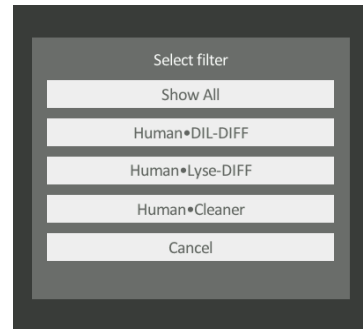 Select filter
Show All
Human•DIL-DIFF
Human•Lyse-DIFF
Human•Cleaner
Cancel